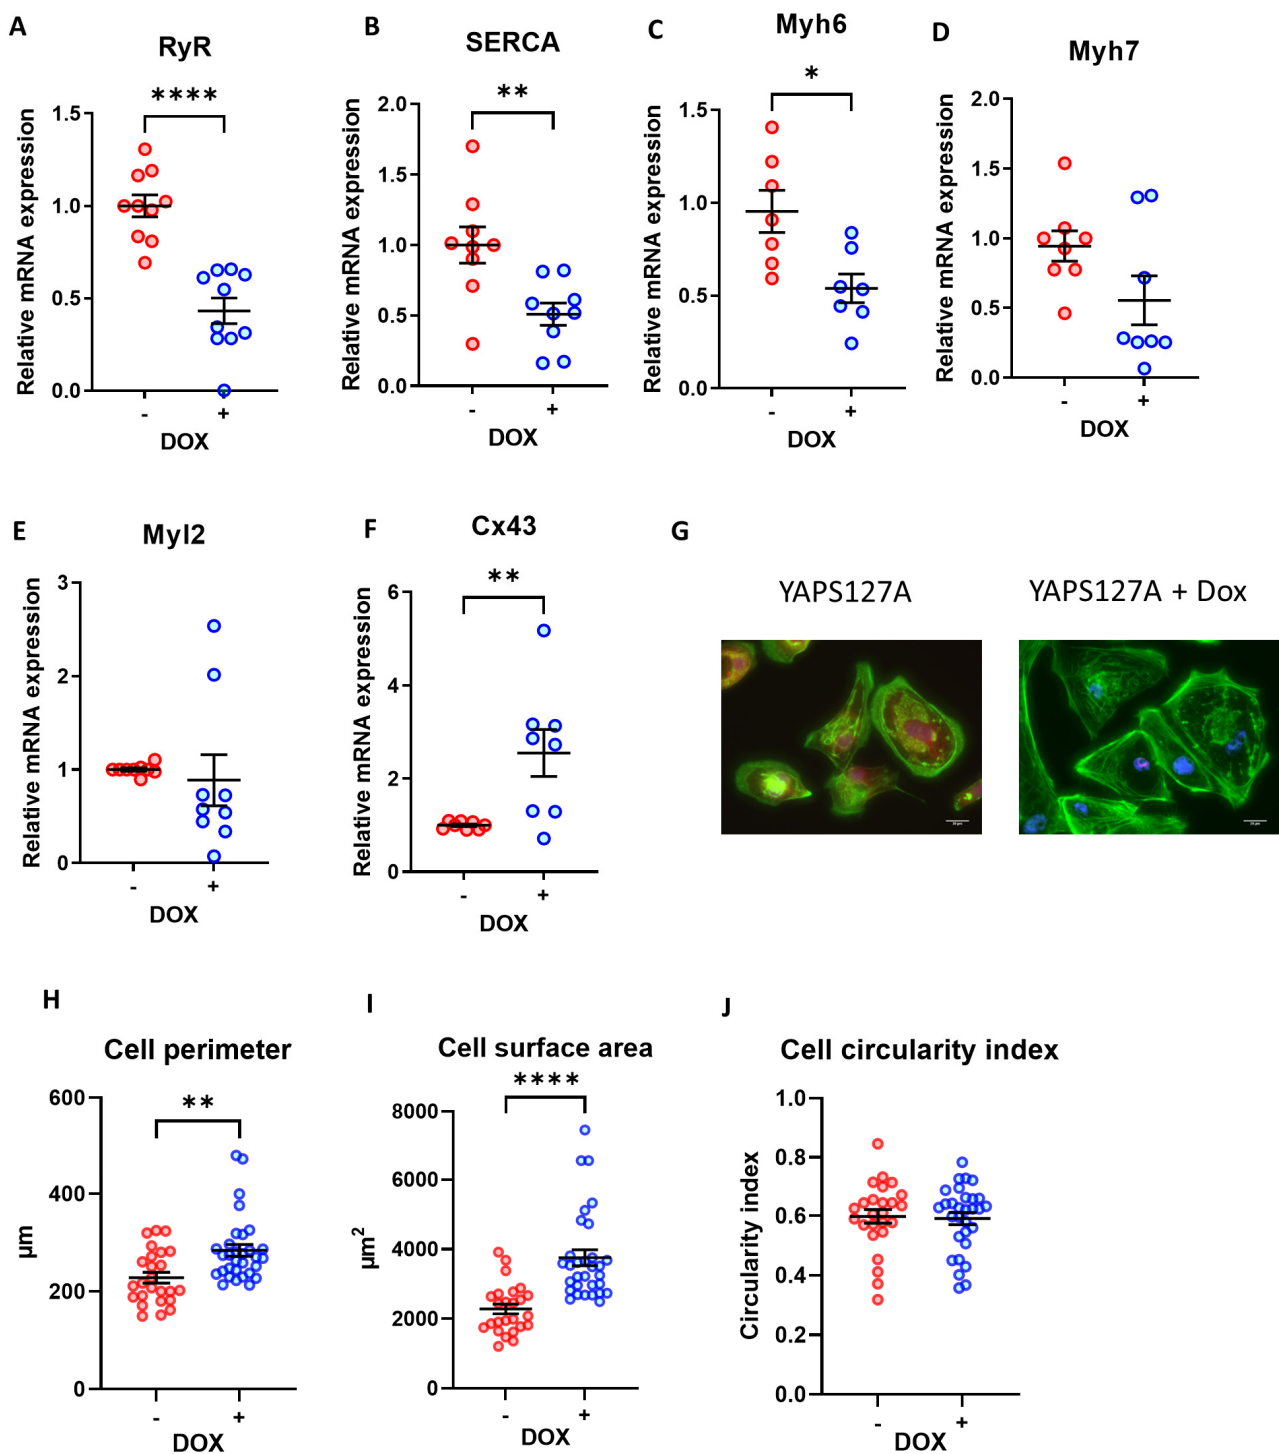 A
RyR
****
Relative mRNA expression
1.5
1.0
0.5
0.0
-
+
DOX
B
SERCA
**
Relative mRNA expression
2.0
1.5
1.0
0.5
0.0
-
+
DOX
C
Myh6
*
Relative mRNA expression
1.5
1.0
0.5
0.0
-
+
DOX
D
Myh7
Relative mRNA expression
2.0
1.5
1.0
0.5
0.0
-
+
DOX
E
Myl2
Relative mRNA expression
3
2
1
0
-
+
DOX
F
Cx43
**
Relative mRNA expression
6
4
2
0
-
+
DOX
G
YAPS127A
YAPS127A + Dox
H
Cell perimeter
**
µm
600
400
200
0
-
+
DOX
I
Cell surface area
****
µm²
8000
6000
4000
2000
0
-
+
DOX
J
Cell circularity index
Circularity index
1.0
0.8
0.6
0.4
0.2
0.0
-
+
DOX